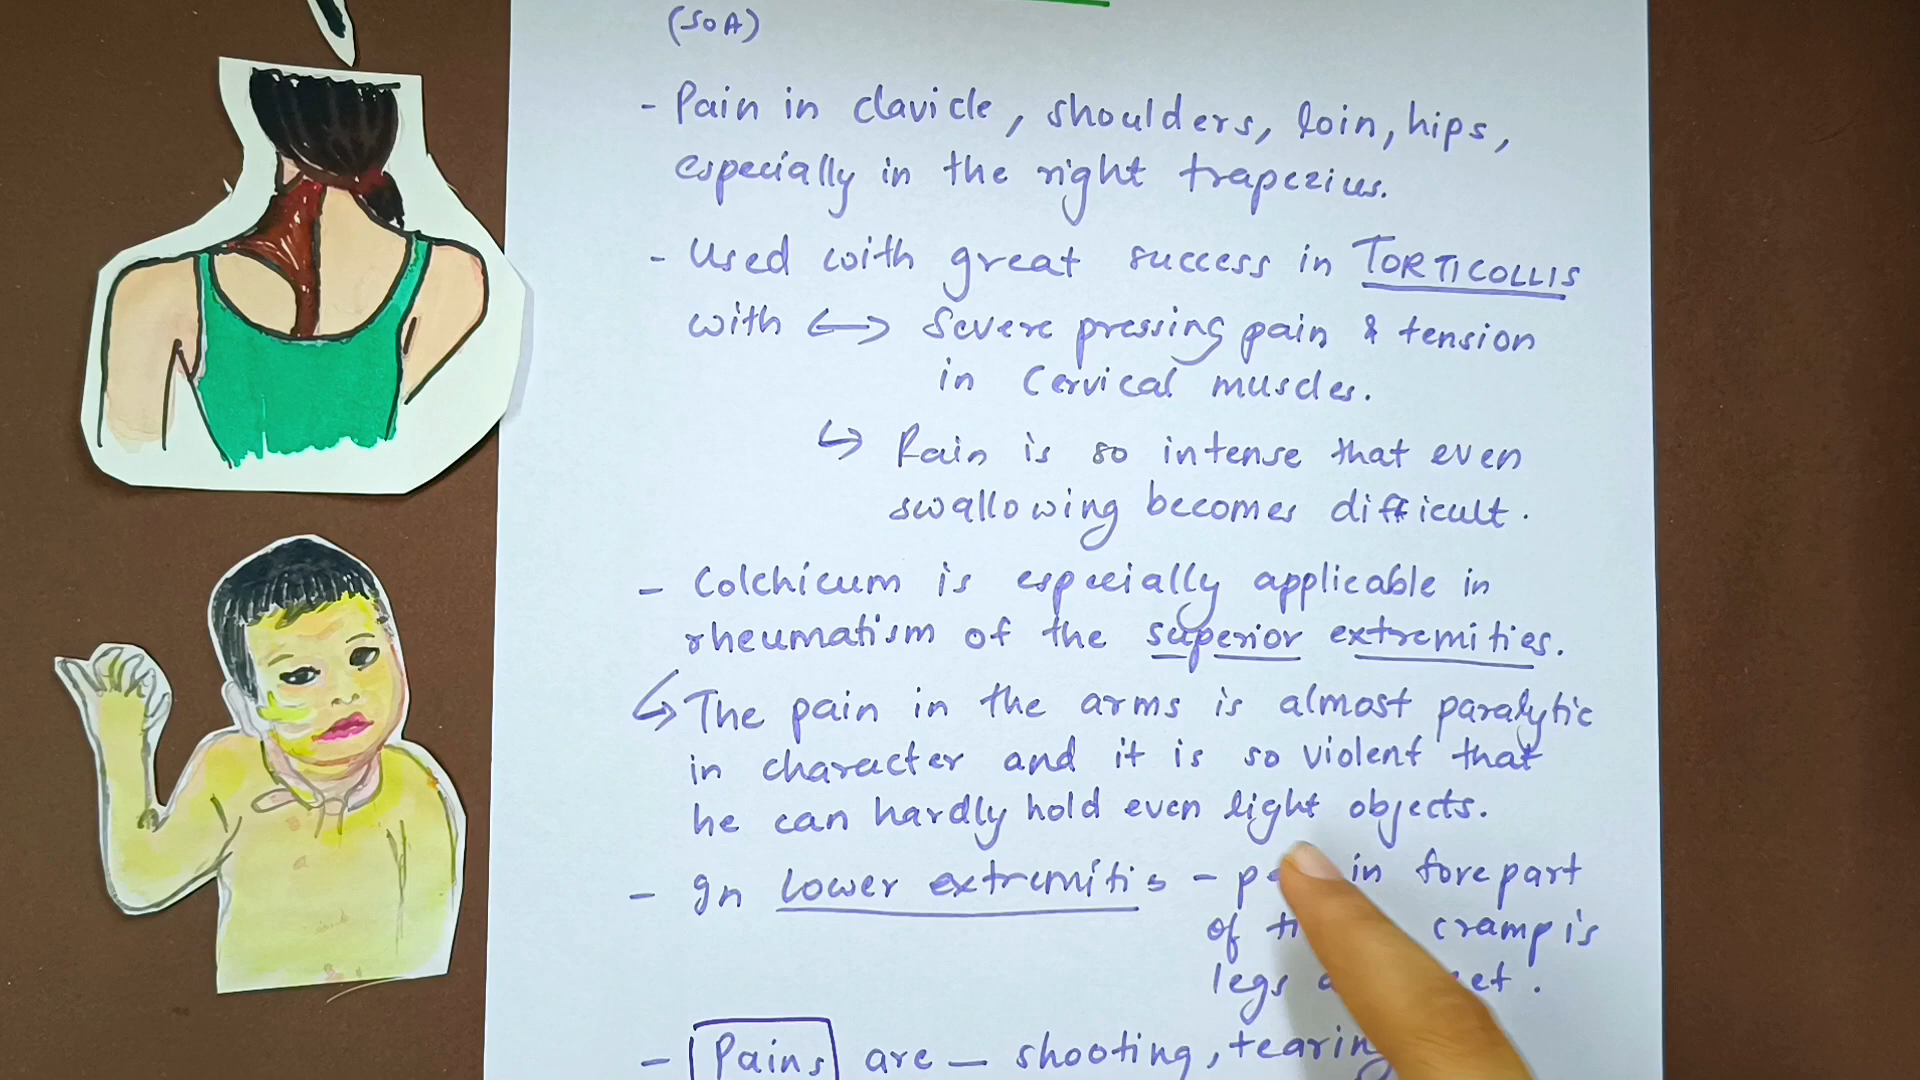 (SOA)
- Pain in clavicle, shoulders, loin, hips,
especially in the right trapezius.
- Used with great success in TORTICOLLIS
with ↔ Severe pressing pain & tension
in Cervical muscles.
↳ Pain is so intense that even
swallowing becomes difficult.
- Colchicum is especially applicable in
rheumatism of the superior extremities.
↳ The pain in the arms is almost paralytic
in character and it is so violent that
he can hardly hold even light objects.
- In lower extremitis - in fore part
of cramp is
legs .
- Pains are — shooting, tearing